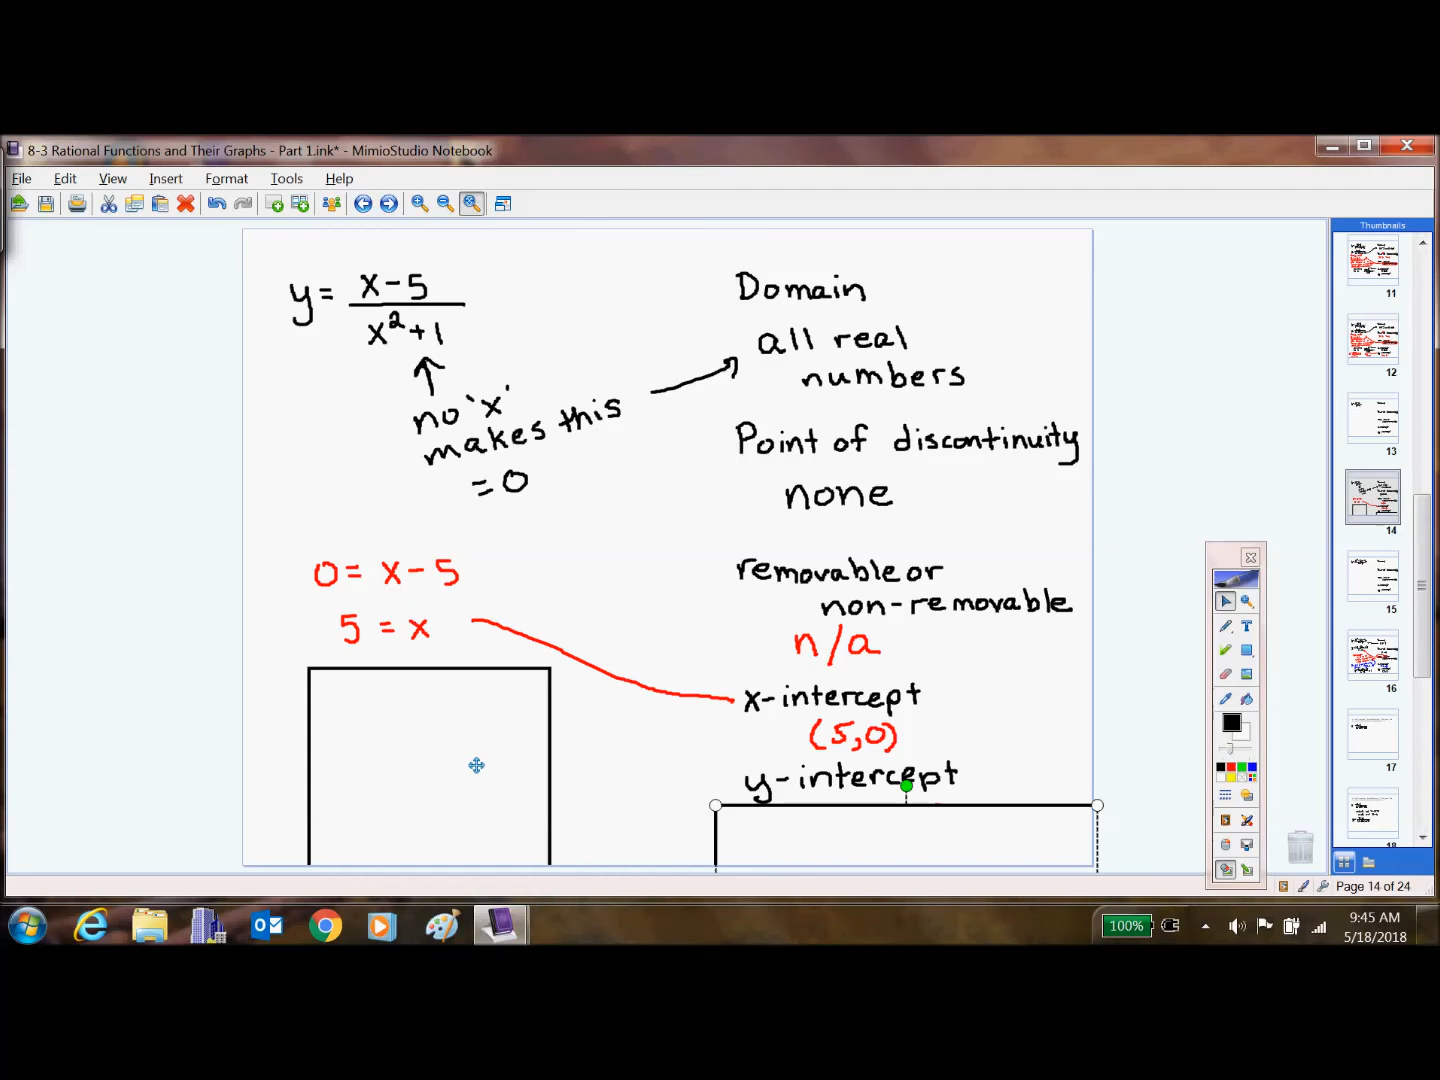 8-3 Rational Functions and Their Graphs - Part 1.ink* - MimioStudio Notebook
File Edit View Insert Format Tools Help
Thumbnails
y = x - 5 / x² + 1
no 'x'
makes this
= 0
Domain
all real
numbers
Point of discontinuity
none
0 = x - 5
5 = x
removable or
non-removable
n/a
x-intercept
(5,0)
y-intercept
11
12
13
14
15
16
17
18
Page 14 of 24
100%
9:45 AM
5/18/2018